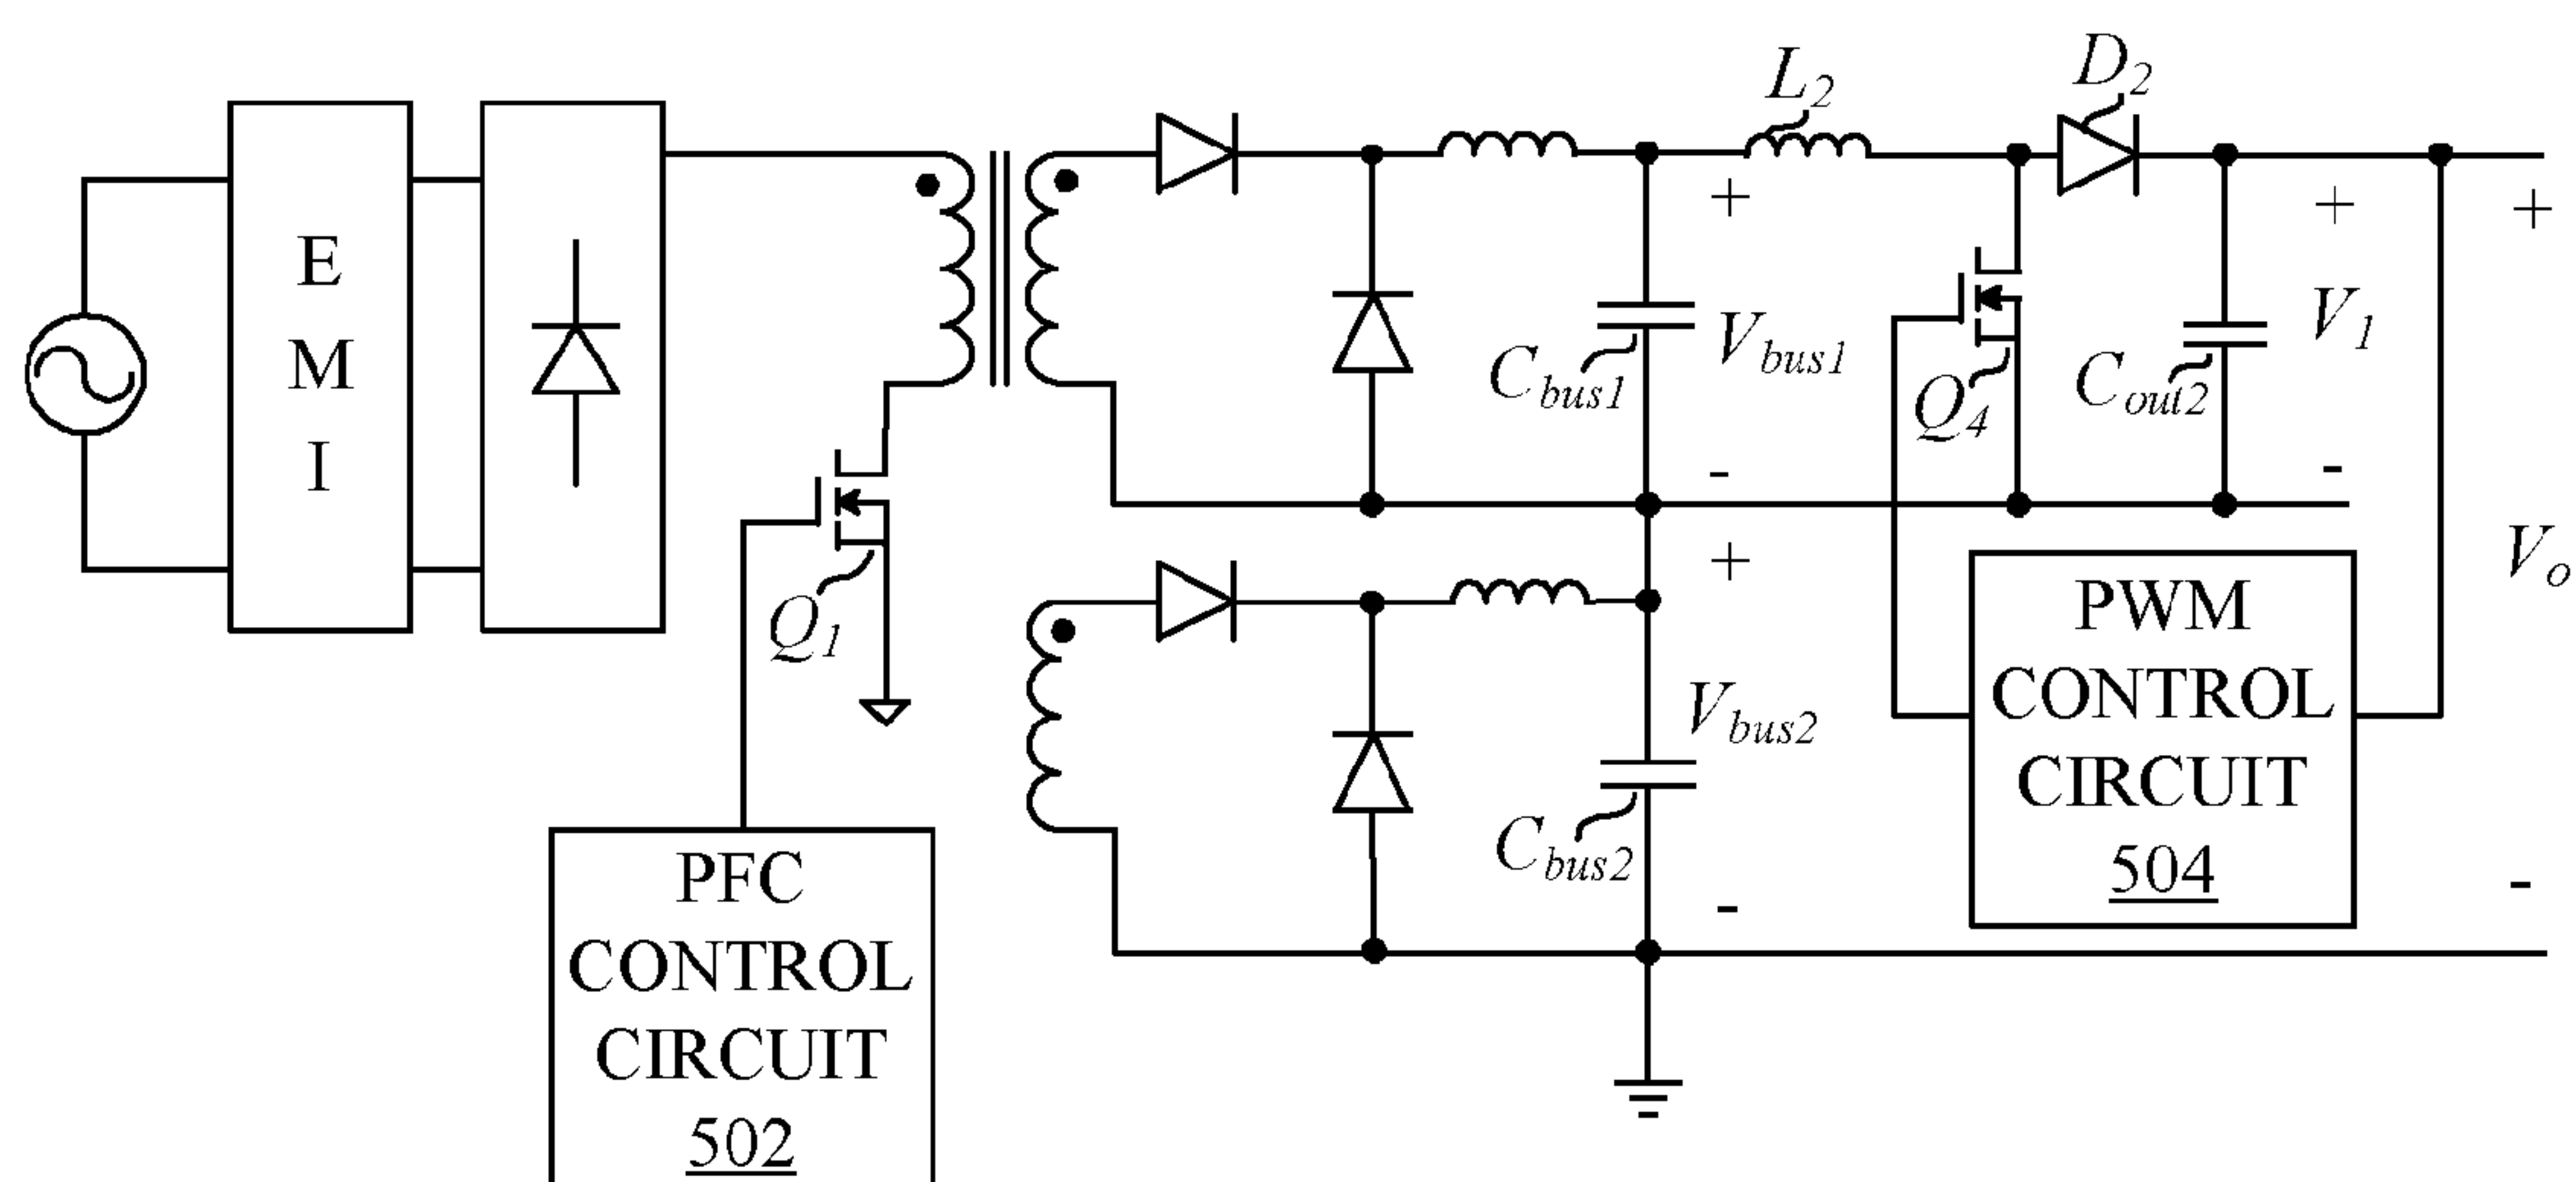 E
M
I
Q1
PFC
CONTROL
CIRCUIT
502
L2
D2
+
+
+
Cbus1
Vbus1
Q4
Cout2
V1
-
-
+
Vo
Cbus2
Vbus2
-
-
PWM
CONTROL
CIRCUIT
504